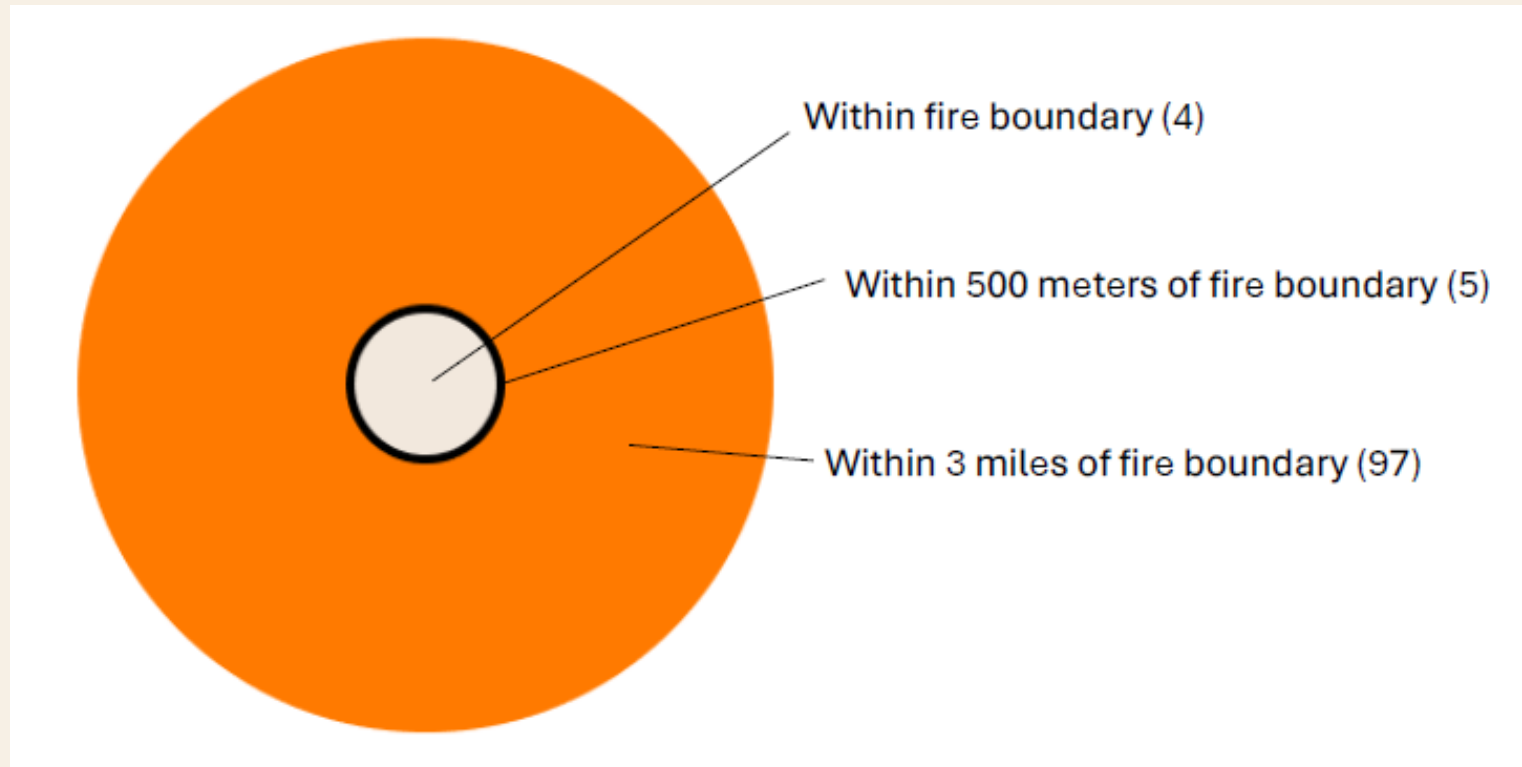 Within fire boundary (4)
Within 500 meters of fire boundary (5)
Within 3 miles of fire boundary (97)